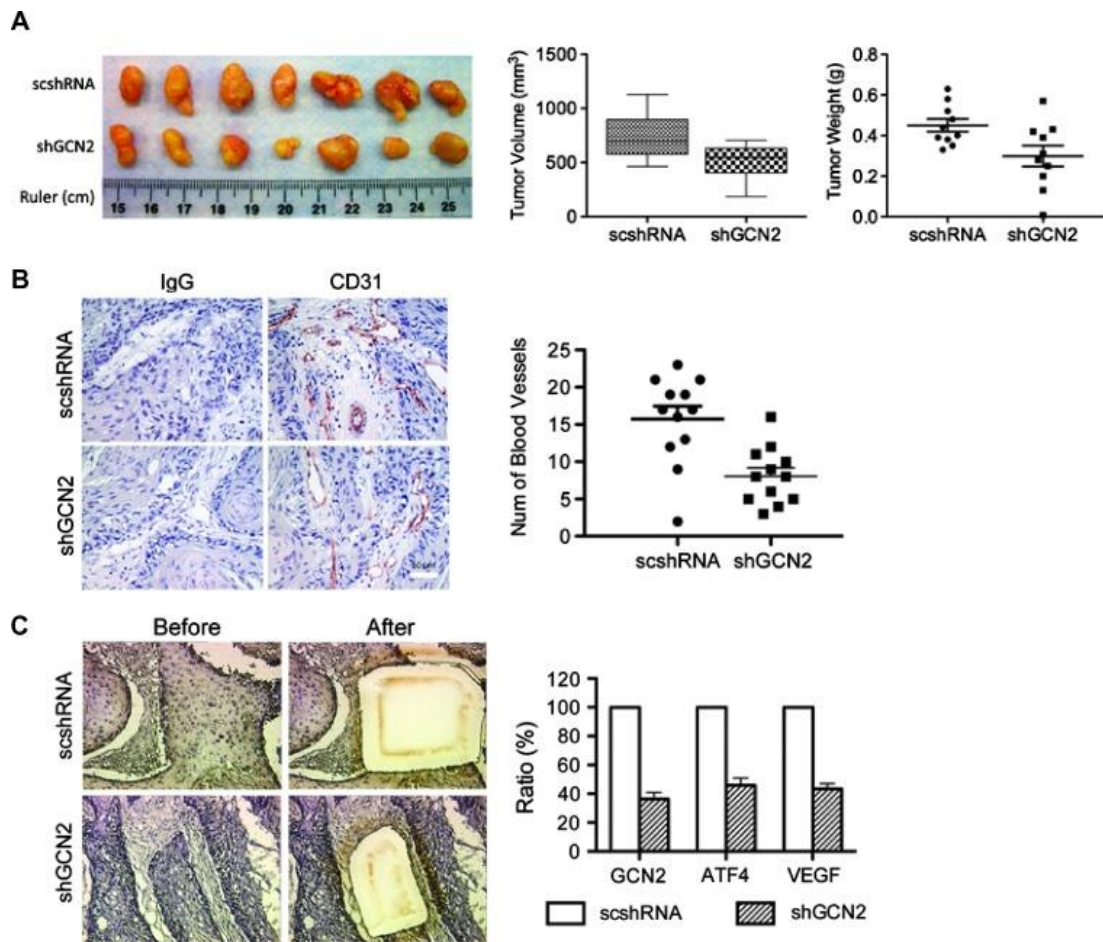 A
scshRNA
shGCN2
Ruler (cm)
15 16 17 18 19 20 21 22 23 24 25
Tumor Volume (mm³)
1500
1000
500
0
scshRNA shGCN2
Tumor Weight (g)
0.8
0.6
0.4
0.2
0.0
scshRNA shGCN2
B
IgG CD31
scshRNA
shGCN2
Num of Blood Vessels
25
20
15
10
5
0
scshRNA shGCN2
C
Before After
scshRNA
shGCN2
Ratio (%)
120
100
80
60
40
20
0
GCN2 ATF4 VEGF
scshRNA shGCN2